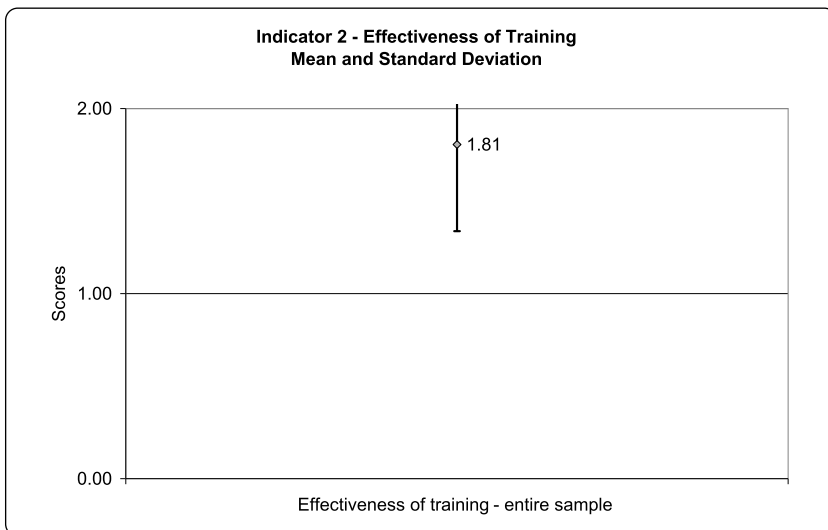 Indicator 2 - Effectiveness of Training
Mean and Standard Deviation
2.00
1.81
1.00
Scores
0.00
Effectiveness of training - entire sample